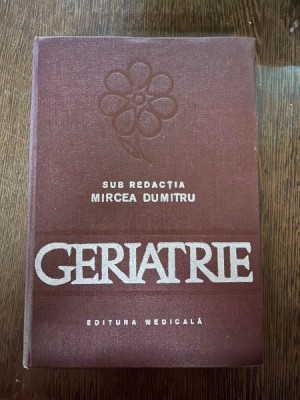 SUB REDACȚIA
MIRCEA DUMITRU
GERIATRIE
EDITURA MEDICALĂ